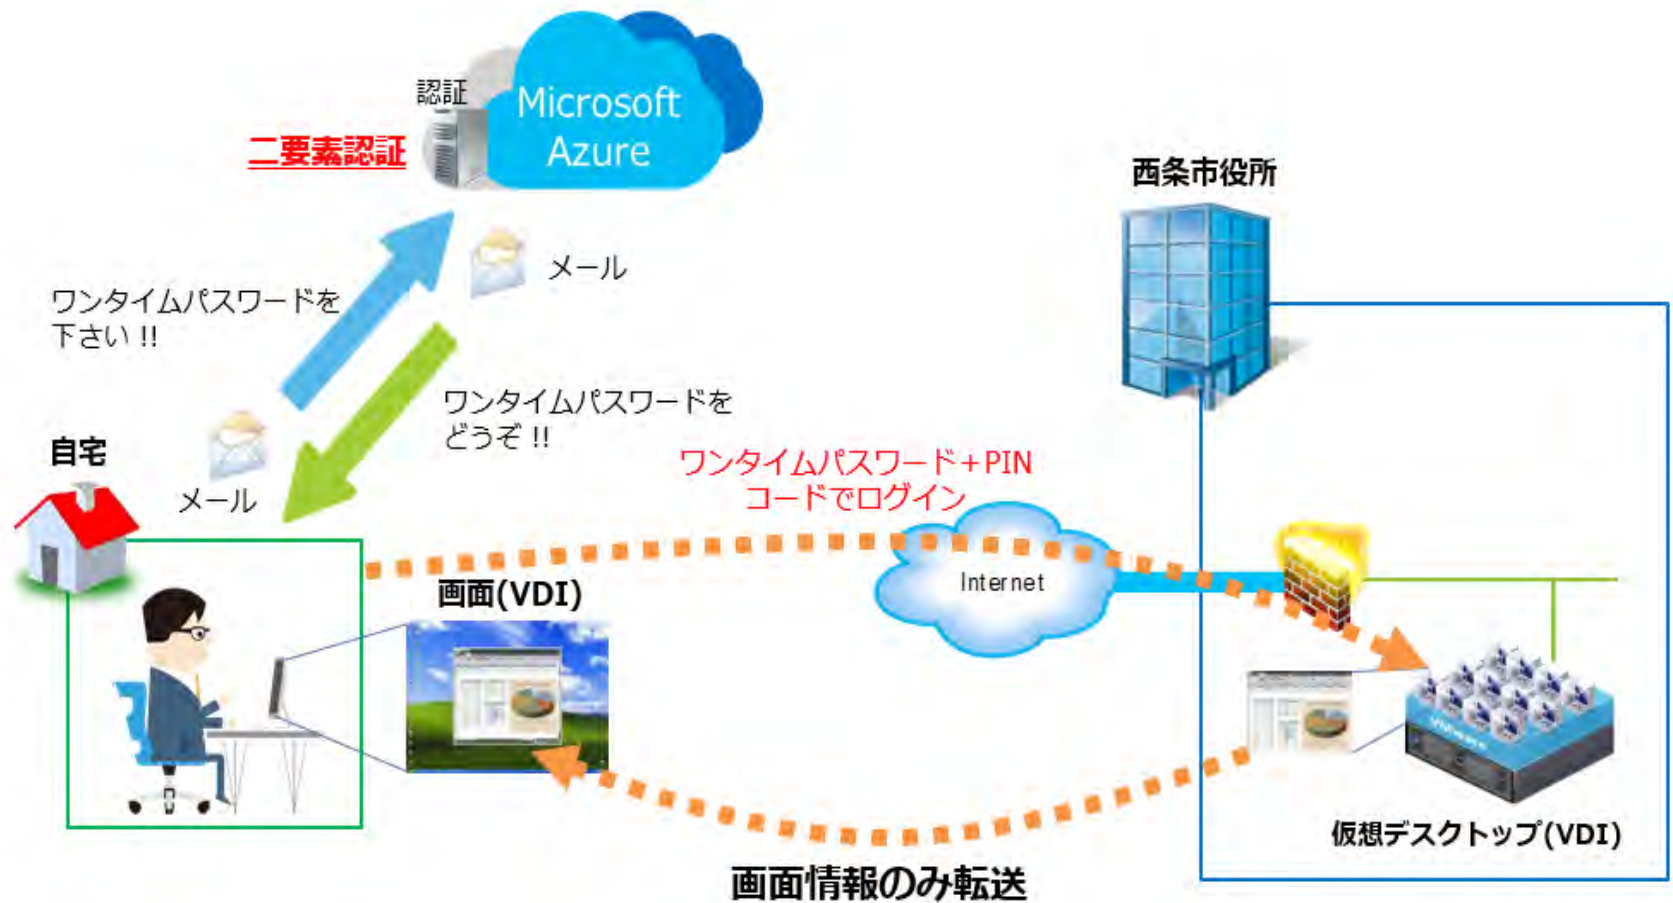 認証
Microsoft
Azure
二要素認証
西条市役所
メール
ワンタイムパスワードを
下さい !!
ワンタイムパスワードを
どうぞ !!
自宅
メール
ワンタイムパスワード+PIN
コードでログイン
Internet
画面(VDI)
vmware
仮想デスクトップ(VDI)
画面情報のみ転送